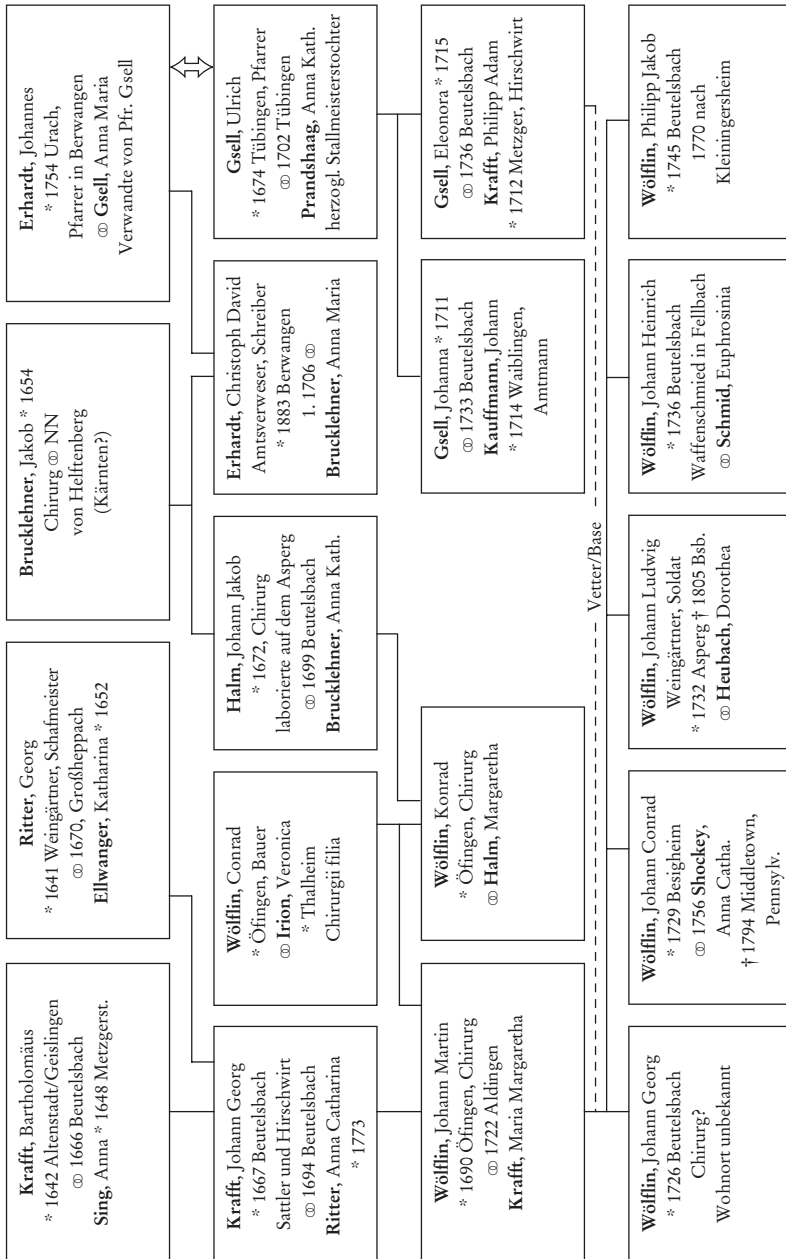 Krafft, Bartholomäus
* 1642 Altenstadt/Geislingen
⚭ 1666 Beutelsbach
Sing, Anna * 1648 Metzgerst.
Ritter, Georg
* 1641 Weingärtner, Schafmeister
⚭ 1670, Großheppach
Ellwanger, Katharina * 1652
Brucklehner, Jakob * 1654
Chirurg ⚭ NN
von Helftenberg
(Kärnten?)
Erhardt, Johannes
* 1754 Urach,
Pfarrer in Berwangen
⚭ Gsell, Anna Maria
Verwandte von Pfr. Gsell
Krafft, Johann Georg
* 1667 Beutelsbach
Sattler und Hirschwirt
⚭ 1694 Beutelsbach
Ritter, Anna Catharina
* 1773
Wölflin, Conrad
* Öfingen, Bauer
⚭ Irion, Veronica
* Thalheim
Chirurgii filia
Halm, Johann Jakob
* 1672, Chirurg
laborierte auf dem Asperg
⚭ 1699 Beutelsbach
Brucklehner, Anna Kath.
Erhardt, Christoph David
Amtsverweser, Schreiber
* 1883 Berwangen
1. 1706 ⚭
Brucklehner, Anna Maria
Gsell, Ulrich
* 1674 Tübingen, Pfarrer
⚭ 1702 Tübingen
Prandshaag, Anna Kath.
herzogl. Stallmeisterstochter
Wölflin, Johann Martin
* 1690 Öfingen, Chirurg
⚭ 1722 Aldingen
Krafft, Maria Margaretha
Wölflin, Konrad
* Öfingen, Chirurg
⚭ Halm, Margaretha
Gsell, Johanna * 1711
⚭ 1733 Beutelsbach
Kauffmann, Johann
* 1714 Waiblingen,
Amtmann
Gsell, Eleonora * 1715
⚭ 1736 Beutelsbach
Krafft, Philipp Adam
* 1712 Metzger, Hirschwirt
Vetter/Base
Wölflin, Johann Georg
* 1726 Beutelsbach
Chirurg?
Wohnort unbekannt
Wölflin, Johann Conrad
* 1729 Besigheim
⚭ 1756 Shockey,
Anna Catha.
† 1794 Middletown,
Pennsylv.
Wölflin, Johann Ludwig
Weingärtner, Soldat
* 1732 Asperg † 1805 Bsb.
⚭ Heubach, Dorothea
Wölflin, Johann Heinrich
* 1736 Beutelsbach
Waffenschmied in Fellbach
⚭ Schmid, Euphrosinia
Wölflin, Philipp Jakob
* 1745 Beutelsbach
1770 nach
Kleiningersheim